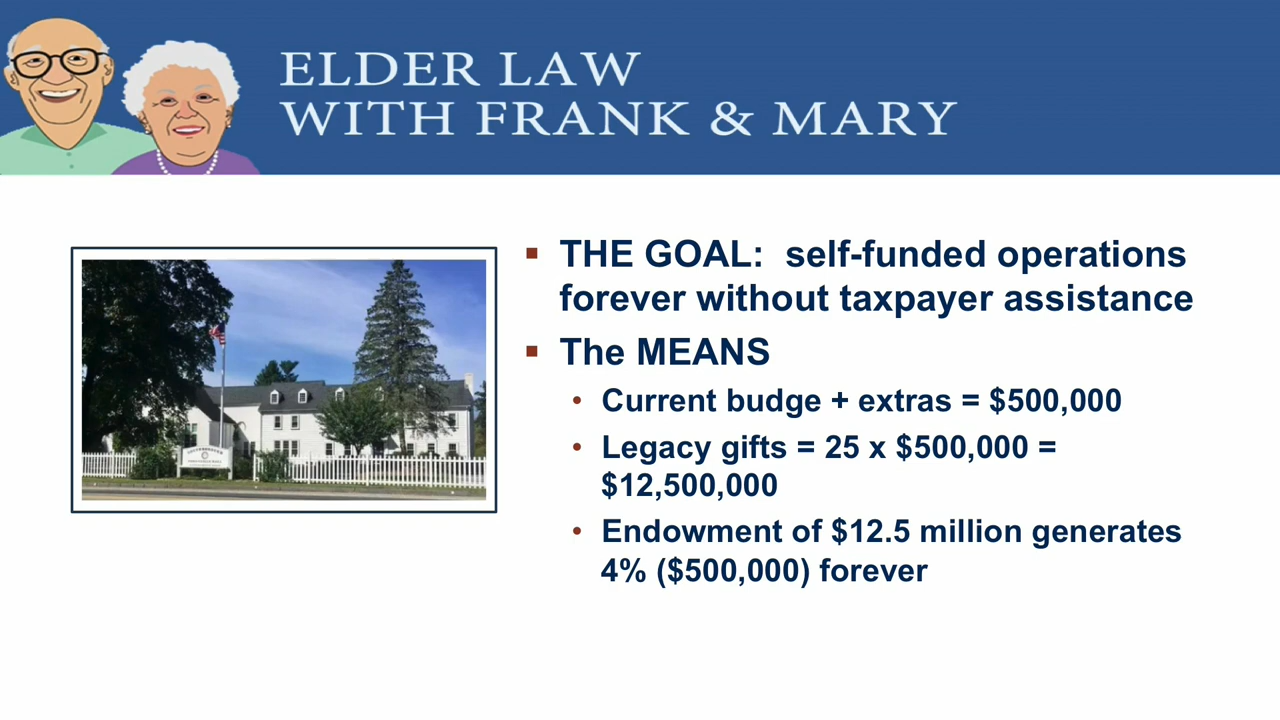 ELDER LAW
WITH FRANK & MARY
THE GOAL: self-funded operations
forever without taxpayer assistance
The MEANS
Current budge + extras = $500,000
Legacy gifts = 25 x $500,000 =
$12,500,000
Endowment of $12.5 million generates
4% ($500,000) forever